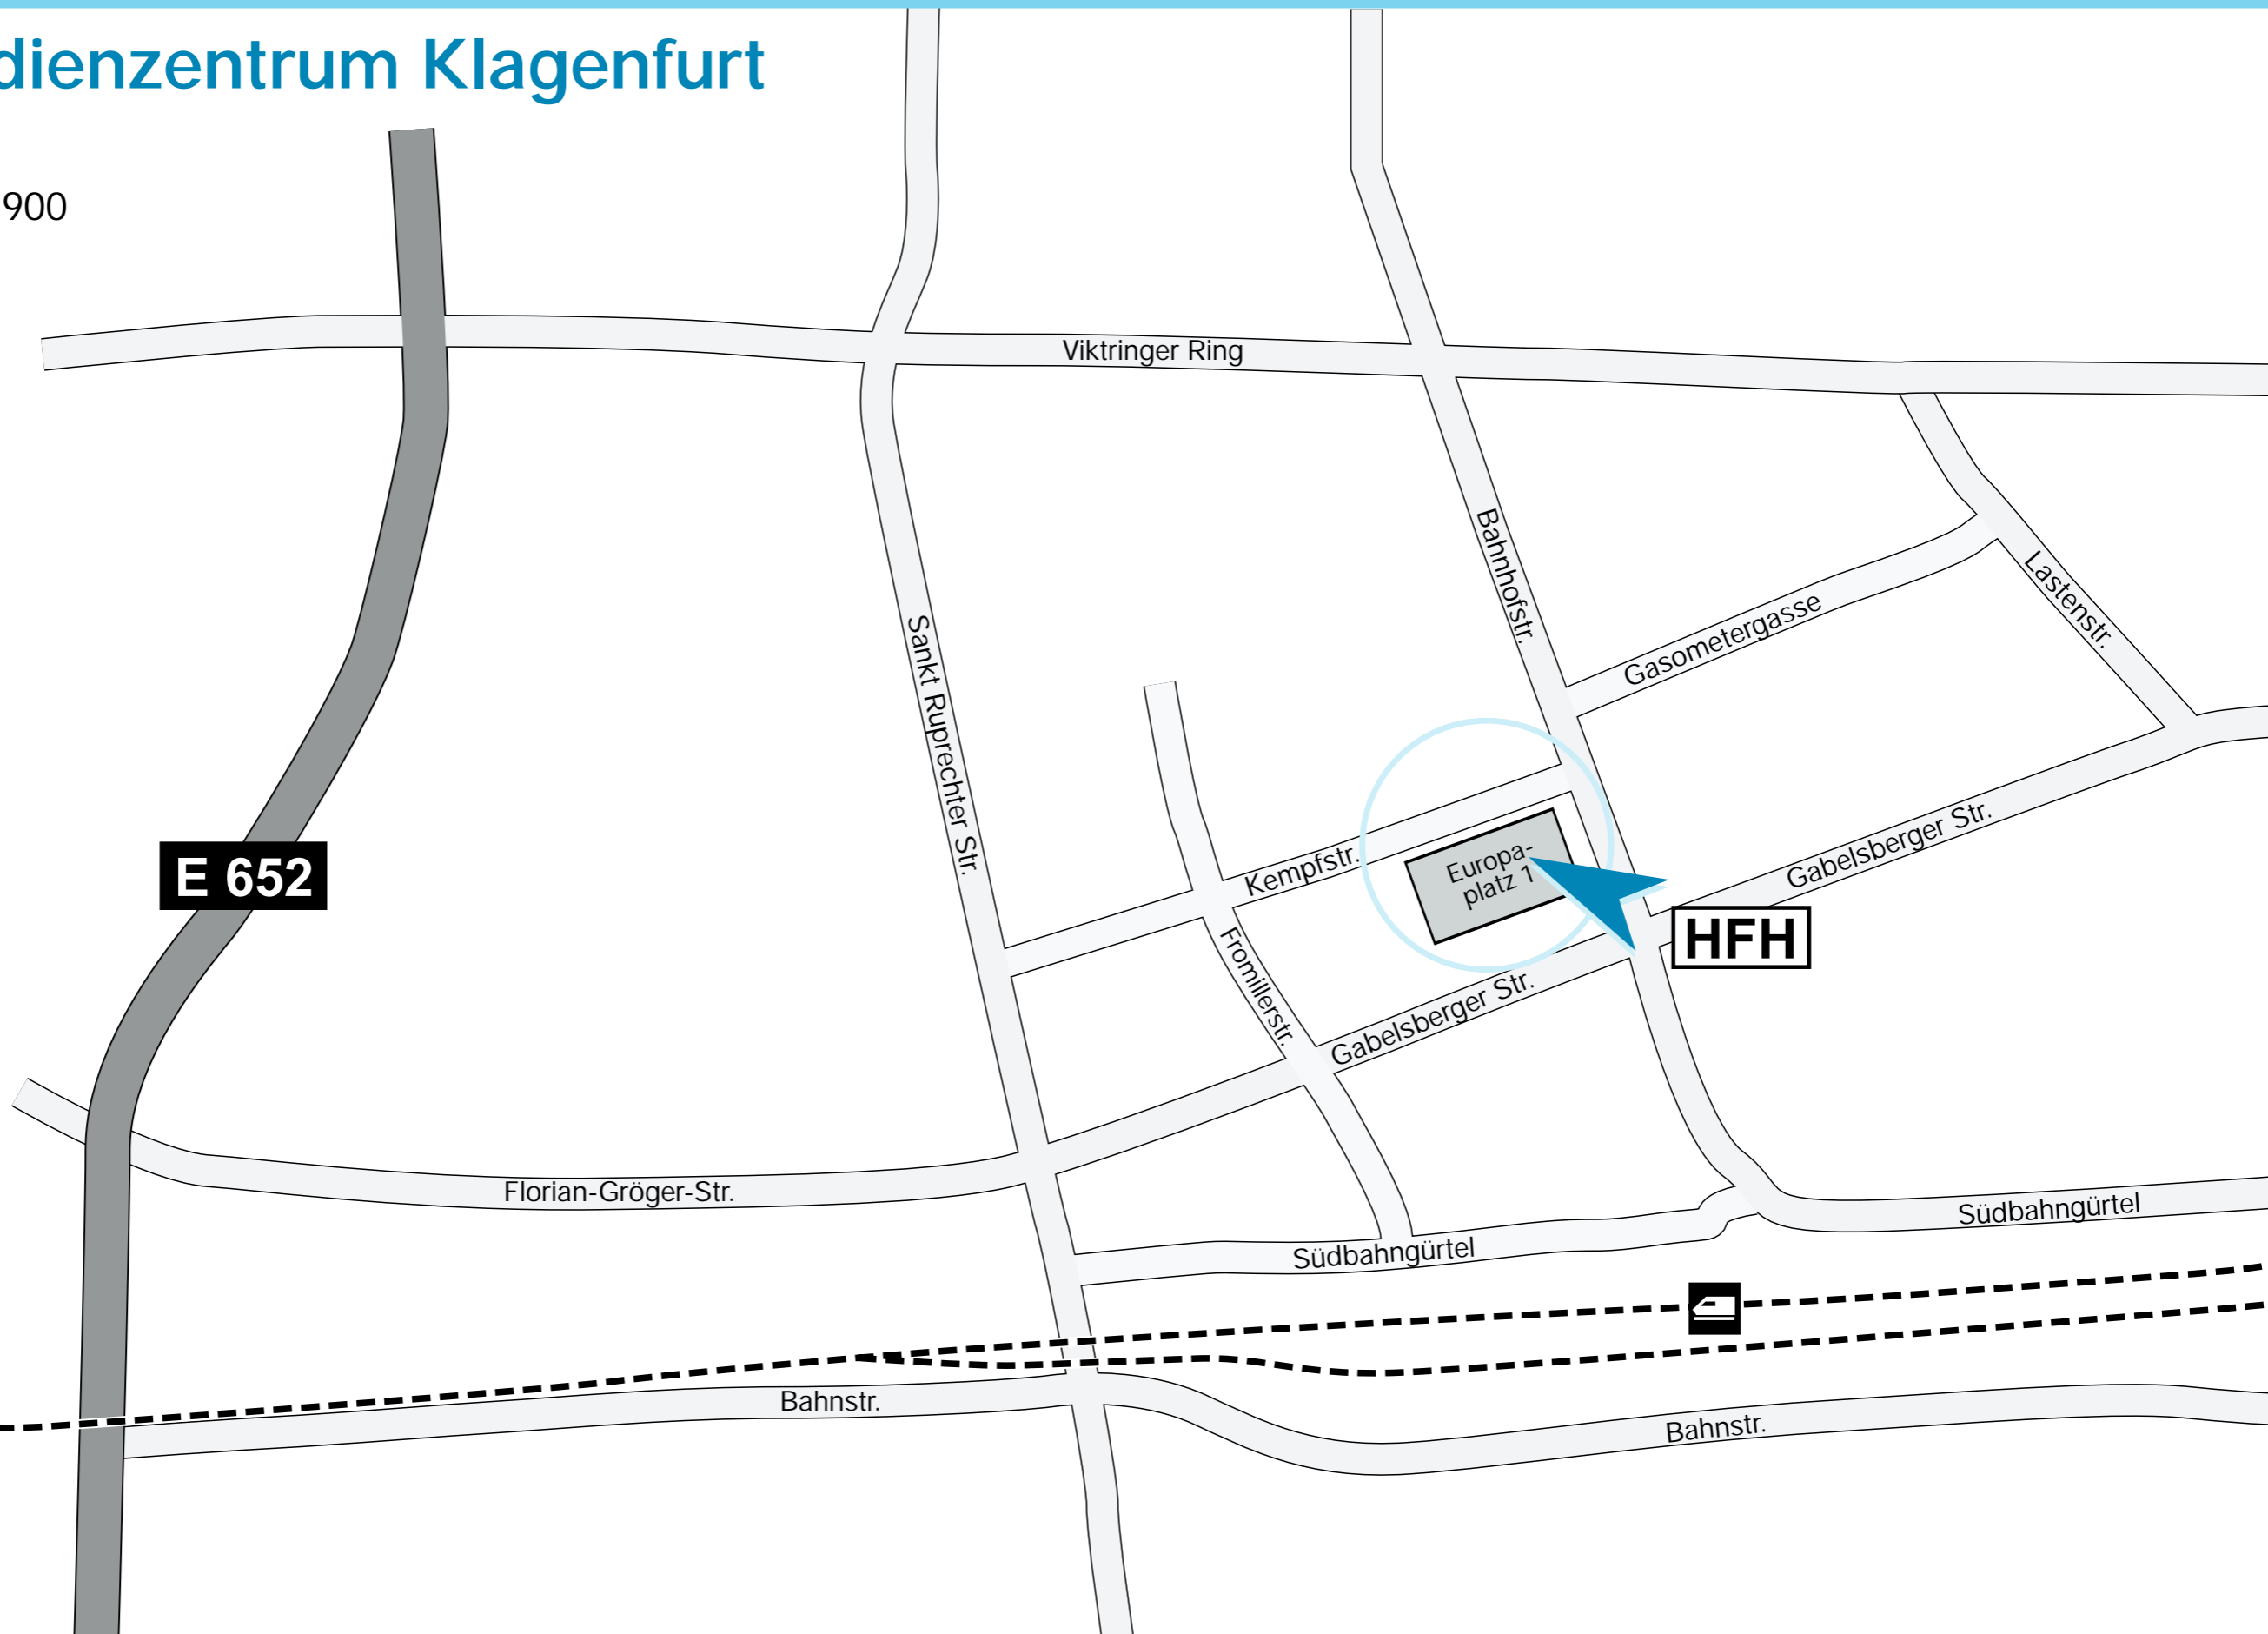 dienzentrum Klagenfurt
900
Viktringer Ring
Bahnhofstr.
Lastenstr.
Gasometergasse
Sankt Ruprechter Str.
Gabelsberger Str.
Europa-
platz 1
Kempfstr.
E 652
HFH
Fromillerstr.
Gabelsberger Str.
Florian-Gröger-Str.
Südbahngürtel
Südbahngürtel
Bahnstr.
Bahnstr.